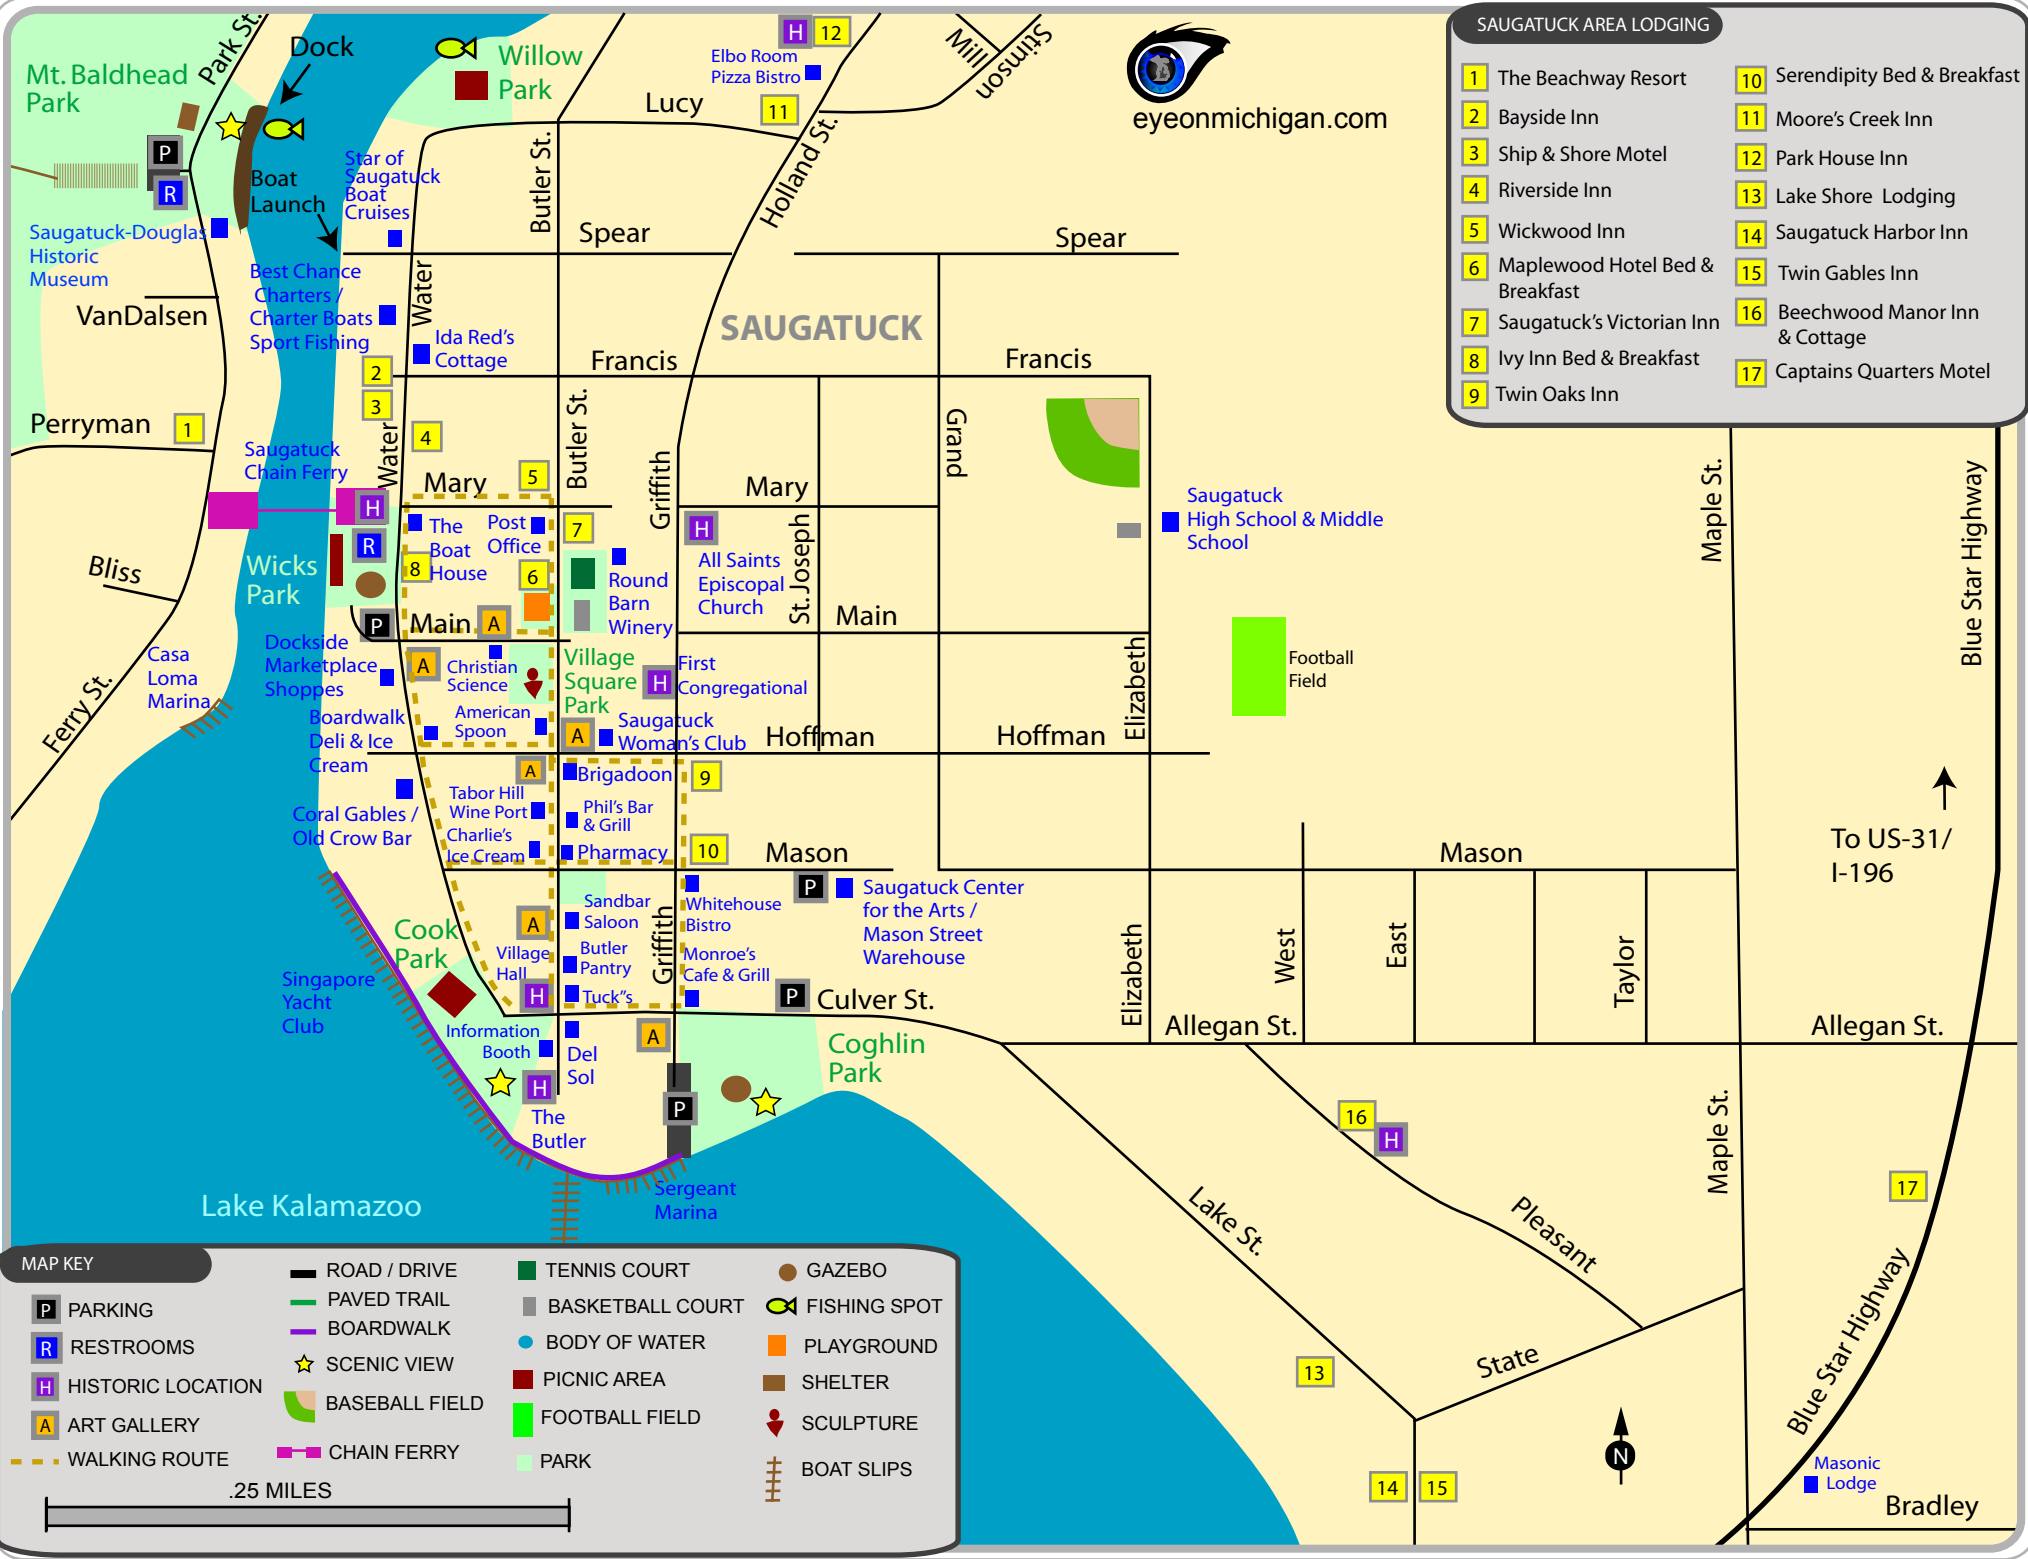 Park St.
Dock
Mt. Baldhead
Park
Willow
Park
H
12
Elbo Room
Pizza Bistro
Mill
Stimson
Lucy
11
eyeonmichigan.com
P
R
Boat
Launch
Star of
Saugatuck
Boat
Cruises
Butler St.
Holland St.
Saugatuck-Douglas
Historic
Museum
Spear
Spear
VanDalsen
Best Chance
Charters /
Charter Boats
Sport Fishing
Water
Ida Red's
Cottage
SAUGATUCK
Francis
Francis
2
3
Perryman
1
Water
4
Butler St.
Griffith
Grand
Saugatuck
Chain Ferry
Mary
5
Mary
H
R
The
Boat
House
Post
Office
7
H
8
6
Round
Barn
Winery
All Saints
Episcopal
Church
St. Joseph
Saugatuck
High School & Middle
School
Maple St.
Blue Star Highway
Bliss
Wicks
Park
P
Main
A
Main
Dockside
Marketplace
Shoppes
A
Christian
Science
Village
Square
Park
H
First
Congregational
Elizabeth
Football
Field
Casa
Loma
Marina
Ferry St.
Boardwalk
Deli & Ice
Cream
American
Spoon
A
Saugatuck
Woman's Club
Hoffman
Hoffman
Coral Gables /
Old Crow Bar
A
Brigadoon
9
Tabor Hill
Wine Port
Phil's Bar
& Grill
Charlie's
Ice Cream
Pharmacy
10
Mason
Mason
To US-31/
I-196
P
Saugatuck Center
for the Arts /
Mason Street
Warehouse
Cook
Park
A
Sandbar
Saloon
Griffith
Whitehouse
Bistro
Village
Hall
Butler
Pantry
Monroe's
Cafe & Grill
Singapore
Yacht
Club
H
Tuck"s
P
Culver St.
Elizabeth
West
East
Taylor
Allegan St.
Allegan St.
Information
Booth
Del
Sol
A
Coghlin
Park
H
The
Butler
P
16
H
Maple St.
17
Sergeant
Marina
Lake Kalamazoo
Lake St.
Pleasant
State
Blue Star Highway
13
14
15
N
Masonic
Lodge
Bradley
SAUGATUCK AREA LODGING
1 The Beachway Resort
2 Bayside Inn
3 Ship & Shore Motel
4 Riverside Inn
5 Wickwood Inn
6 Maplewood Hotel Bed &
Breakfast
7 Saugatuck's Victorian Inn
8 Ivy Inn Bed & Breakfast
9 Twin Oaks Inn
10 Serendipity Bed & Breakfast
11 Moore's Creek Inn
12 Park House Inn
13 Lake Shore Lodging
14 Saugatuck Harbor Inn
15 Twin Gables Inn
16 Beechwood Manor Inn
& Cottage
17 Captains Quarters Motel
MAP KEY
P PARKING
R RESTROOMS
H HISTORIC LOCATION
A ART GALLERY
WALKING ROUTE
ROAD / DRIVE
PAVED TRAIL
BOARDWALK
SCENIC VIEW
BASEBALL FIELD
CHAIN FERRY
TENNIS COURT
BASKETBALL COURT
BODY OF WATER
PICNIC AREA
FOOTBALL FIELD
PARK
GAZEBO
FISHING SPOT
PLAYGROUND
SHELTER
SCULPTURE
BOAT SLIPS
.25 MILES